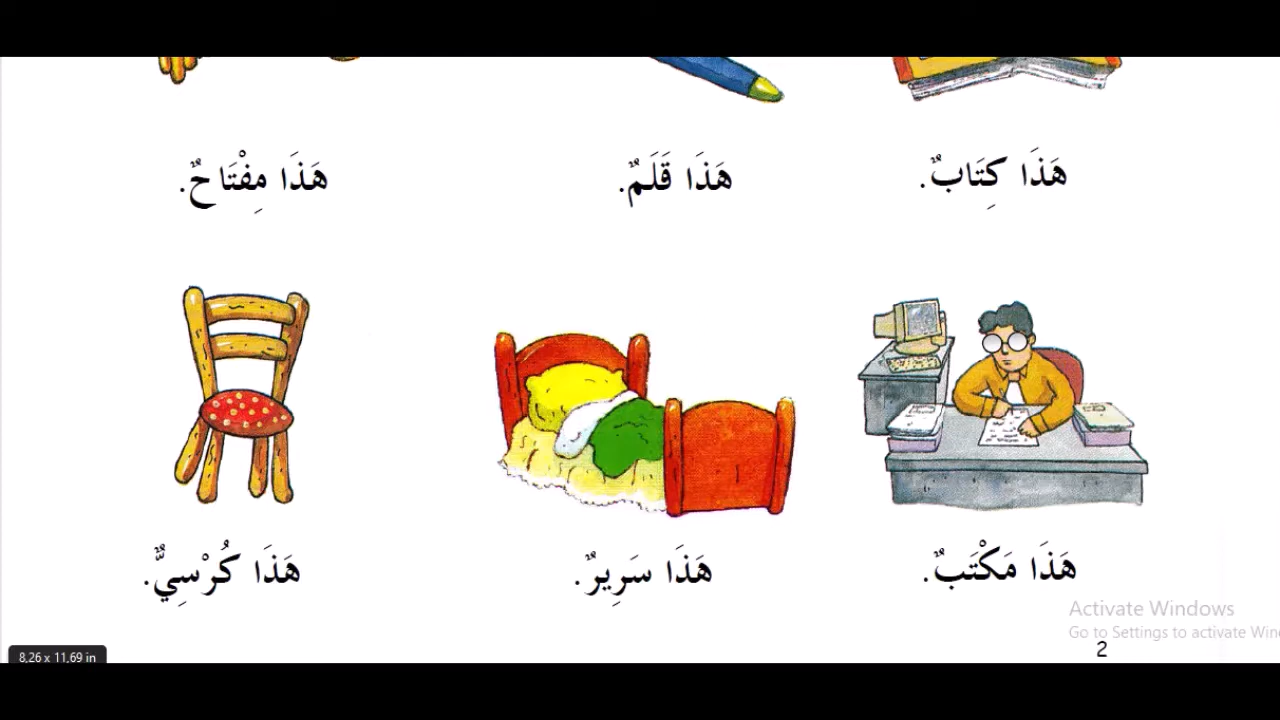 هَذَا كِتَابٌ.
هَذَا قَلَمٌ.
هَذَا مِفْتَاحٌ.
هَذَا مَكْتَبٌ.
هَذَا سَرِيرٌ.
هَذَا كُرْسِيٌّ.
Activate Windows
Go to Settings to activate Win
2
8,26 x 11,69 in